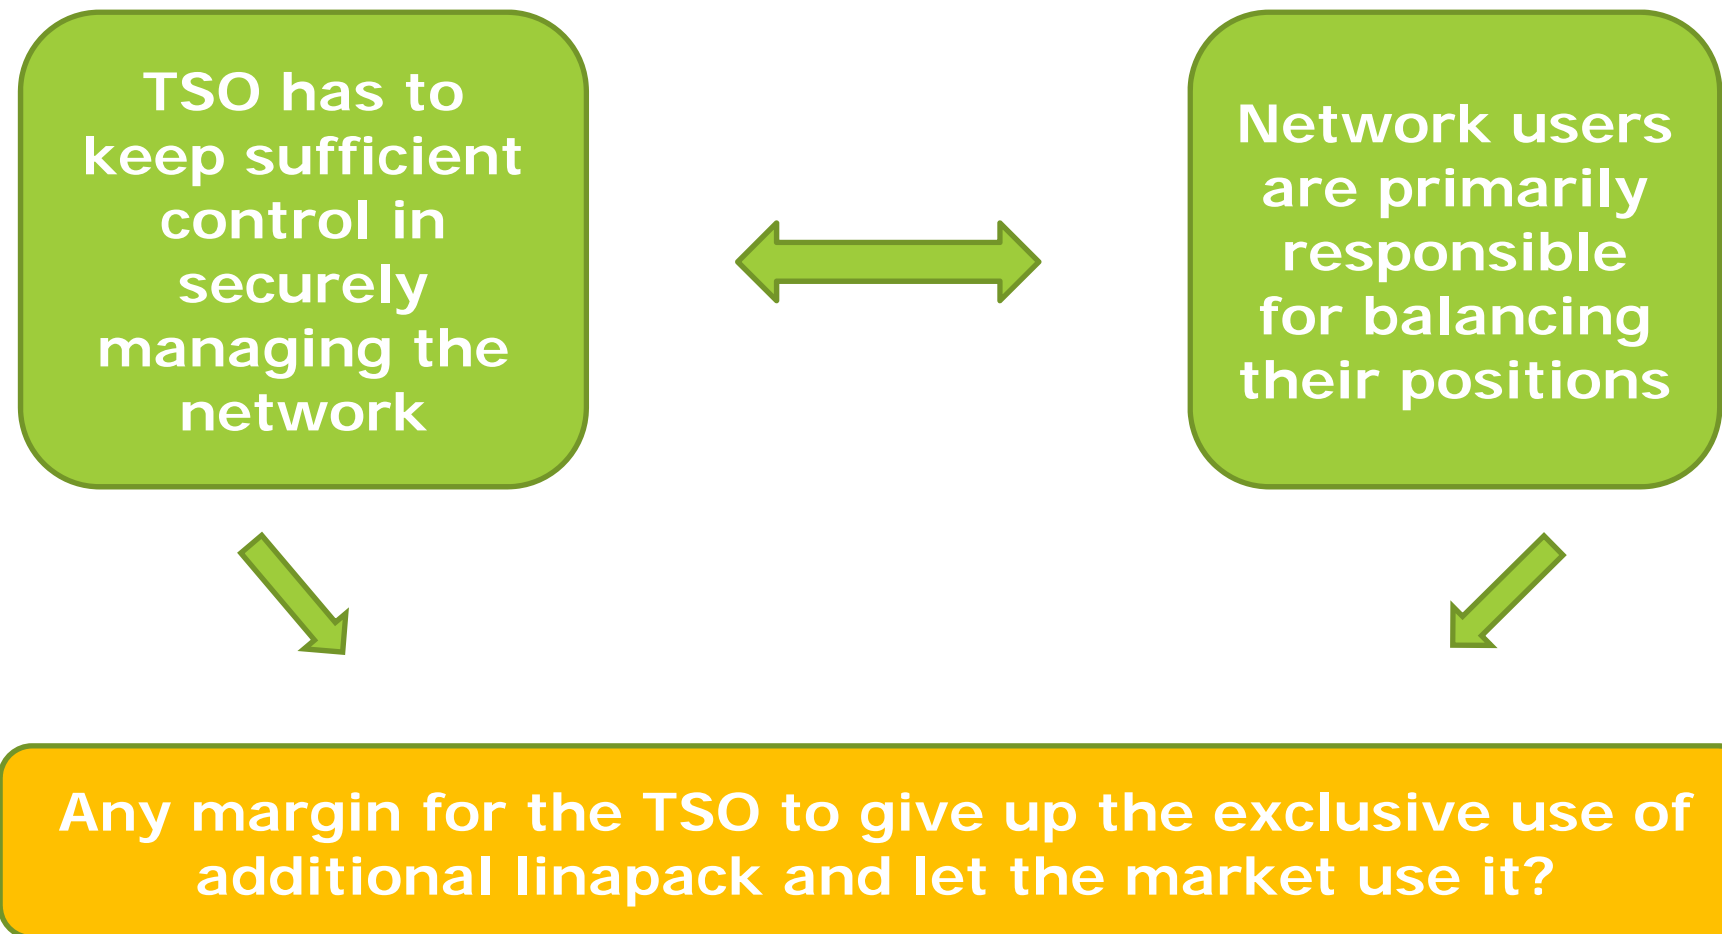 TSO has to
keep sufficient
control in
securely
managing the
network
Network users
are primarily
responsible
for balancing
their positions
Any margin for the TSO to give up the exclusive use of
additional linapack and let the market use it?